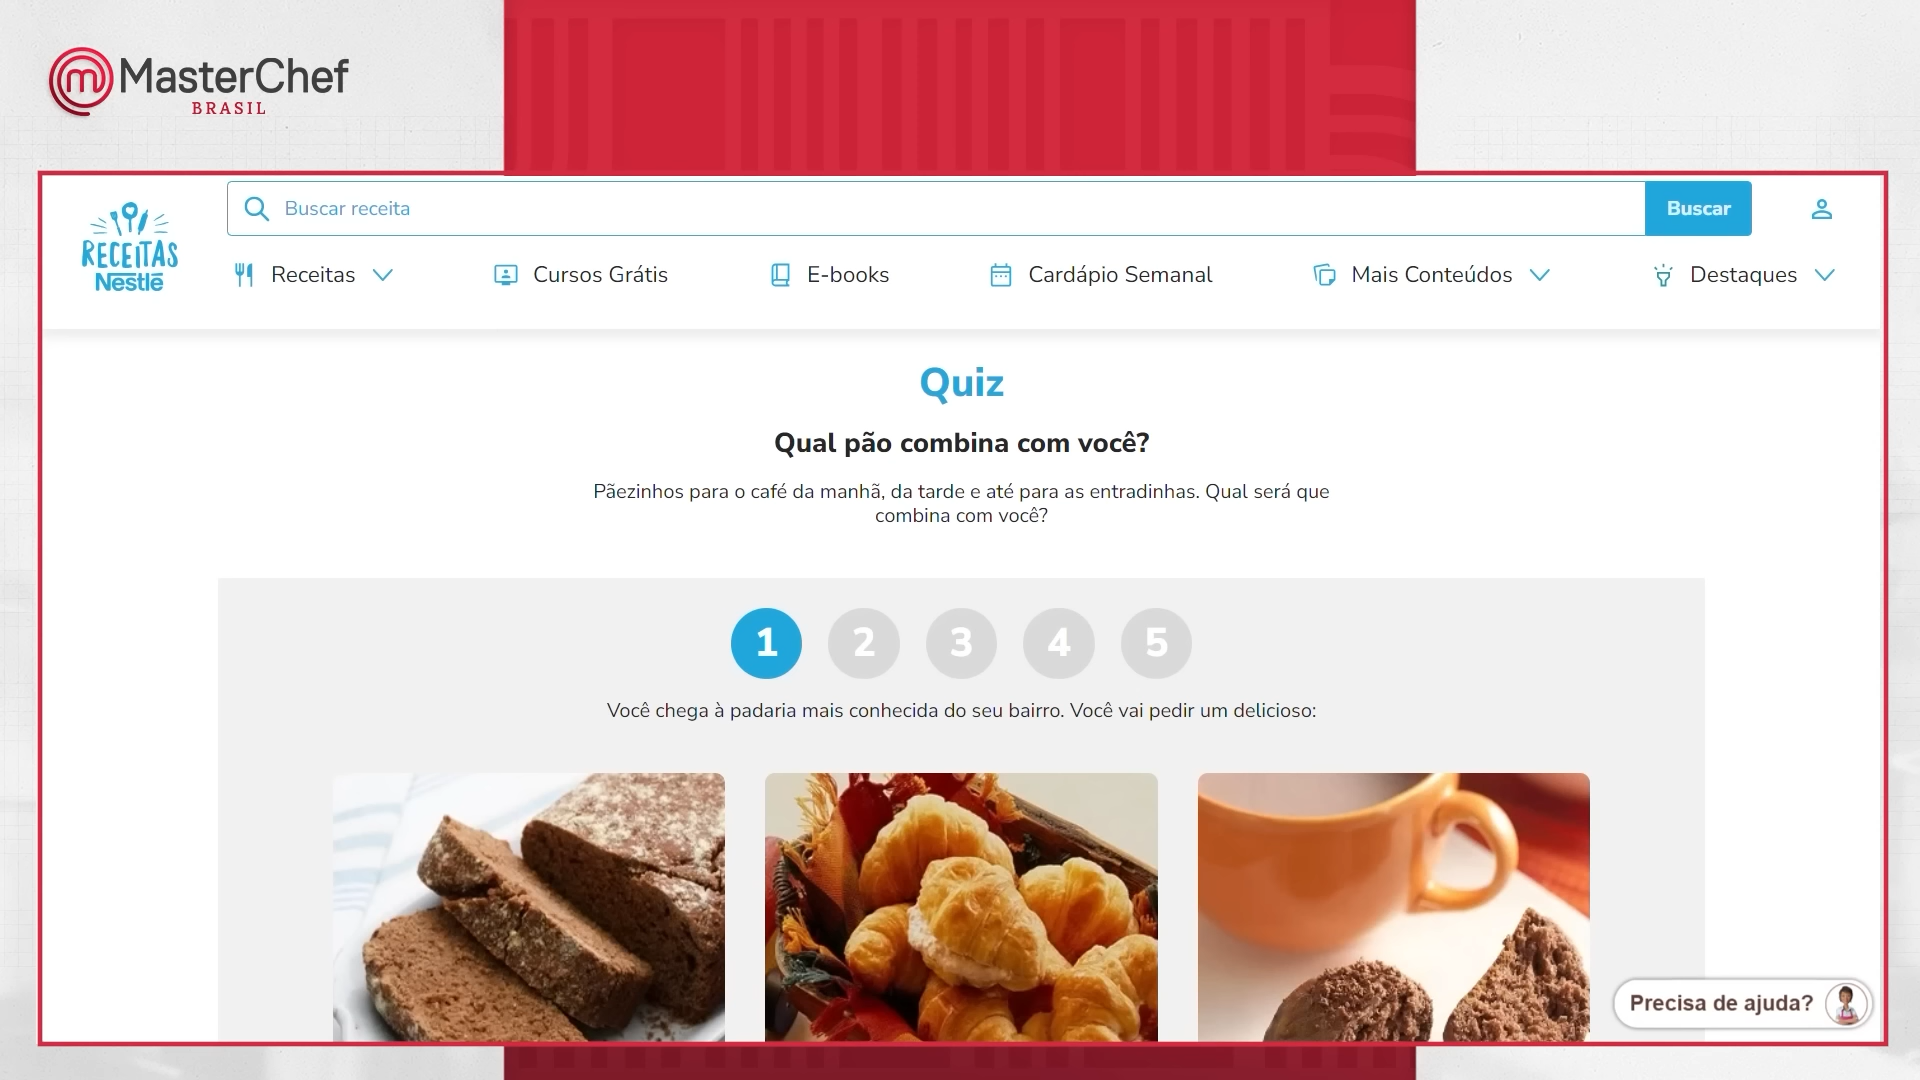 MasterChef
BRASIL
RECEITAS
Nestlé
Buscar receita
Buscar
Receitas
Cursos Grátis
E-books
Cardápio Semanal
Mais Conteúdos
Destaques
Quiz
Qual pão combina com você?
Pãezinhos para o café da manhã, da tarde e até para as entradinhas. Qual será que
combina com você?
1 2 3 4 5
Você chega à padaria mais conhecida do seu bairro. Você vai pedir um delicioso:
Precisa de ajuda?